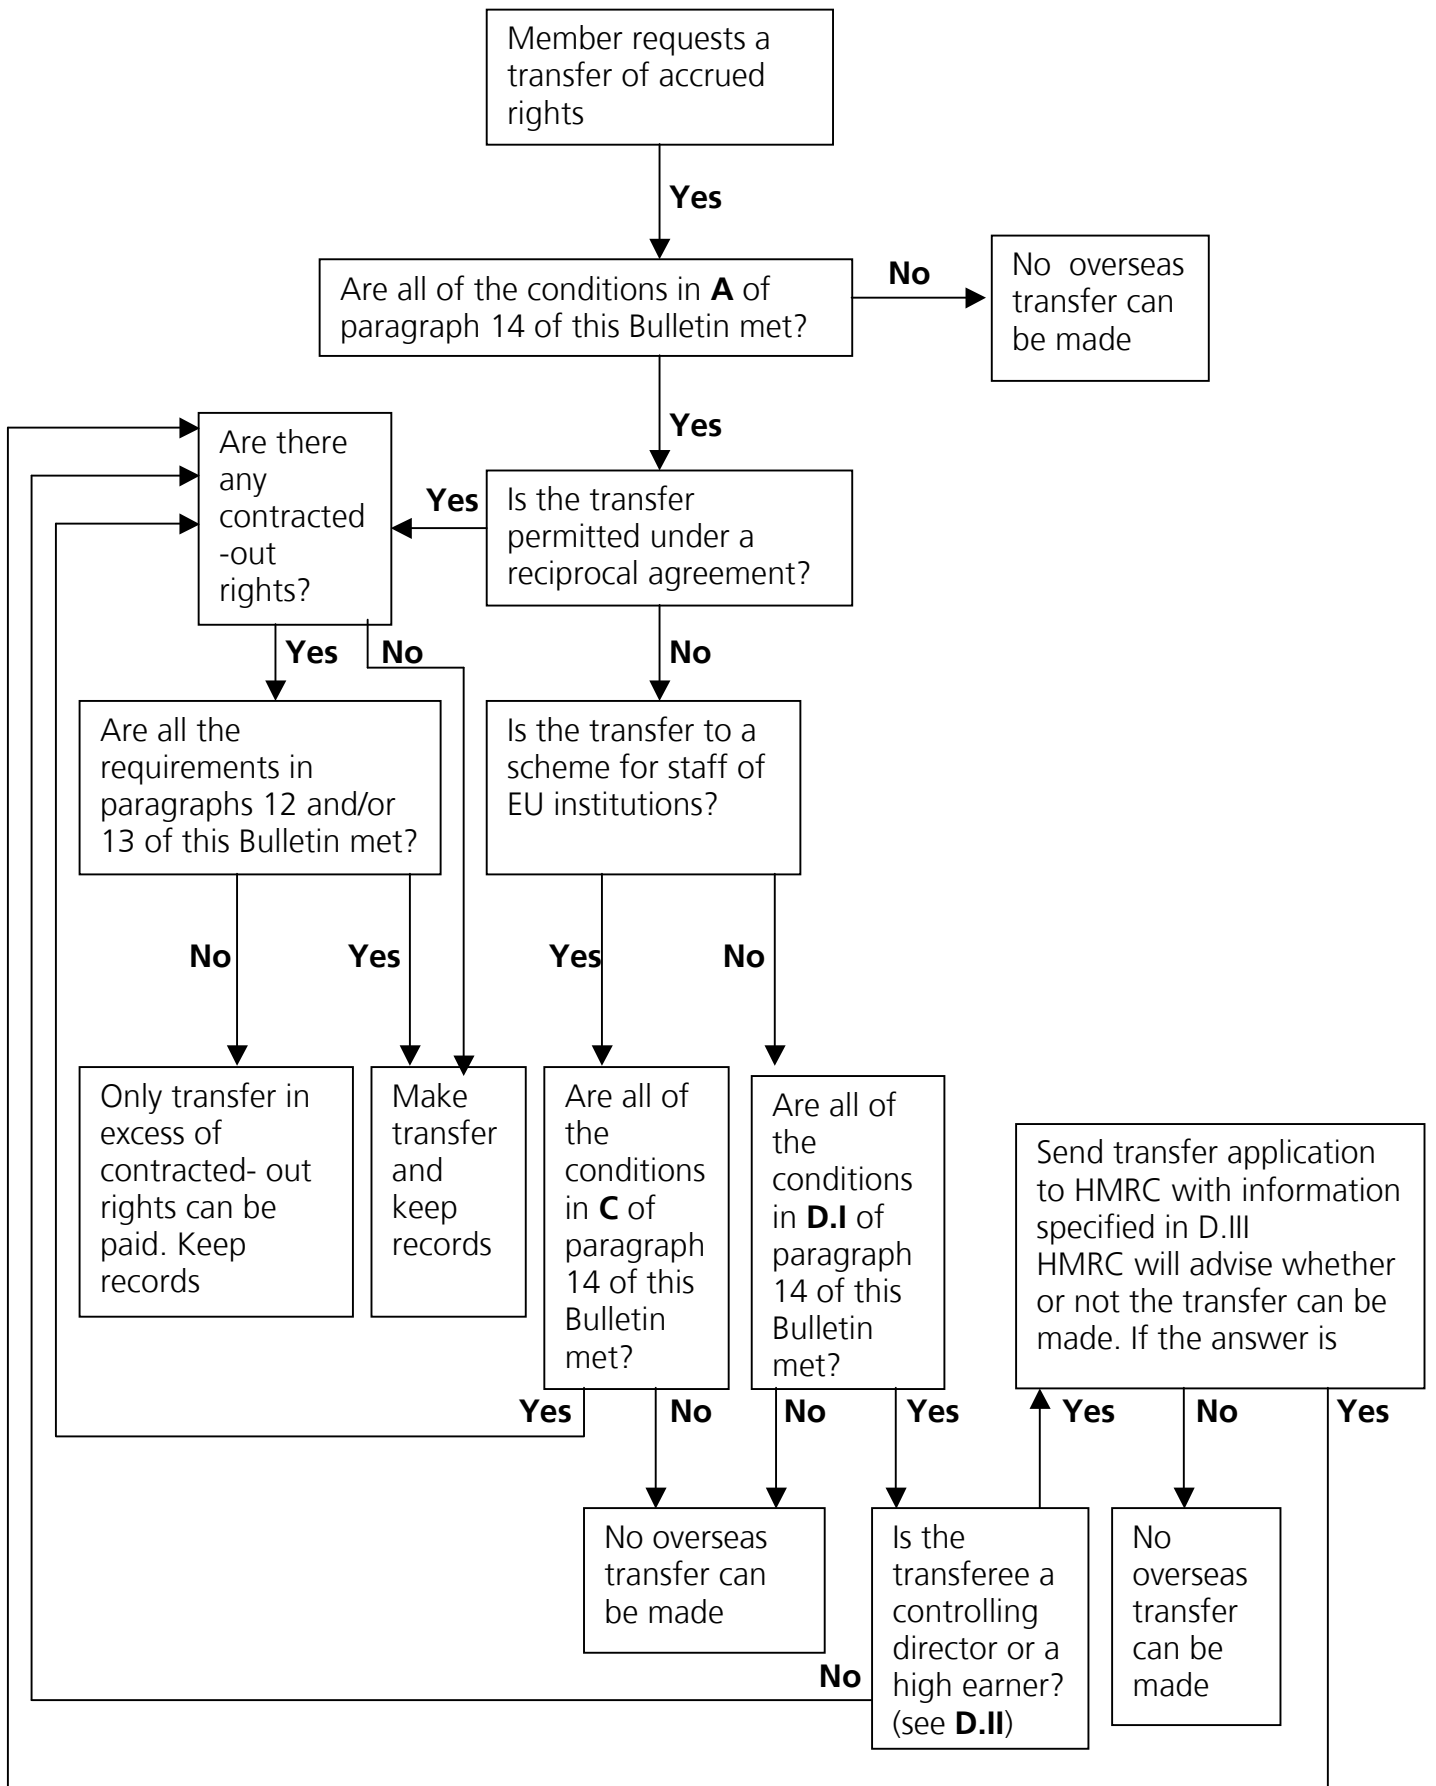 Member requests a
transfer of accrued
rights
Yes
Are all of the conditions in A of
paragraph 14 of this Bulletin met?
No
No overseas
transfer can
be made
Yes
Are there
any
contracted
-out
rights?
Yes
Is the transfer
permitted under a
reciprocal agreement?
Yes
No
No
Are all the
requirements in
paragraphs 12 and/or
13 of this Bulletin met?
Is the transfer to a
scheme for staff of
EU institutions?
No
Yes
Yes
No
Only transfer in
excess of
contracted- out
rights can be
paid. Keep
records
Make
transfer
and
keep
records
Are all of
the
conditions
in C of
paragraph
14 of this
Bulletin
met?
Are all of
the
conditions
in D.I of
paragraph
14 of this
Bulletin
met?
Send transfer application
to HMRC with information
specified in D.III
HMRC will advise whether
or not the transfer can be
made. If the answer is
Yes
No
No
Yes
Yes
No
Yes
No overseas
transfer can
be made
Is the
transferee a
controlling
director or a
high earner?
(see D.II)
No
No
overseas
transfer
can be
made